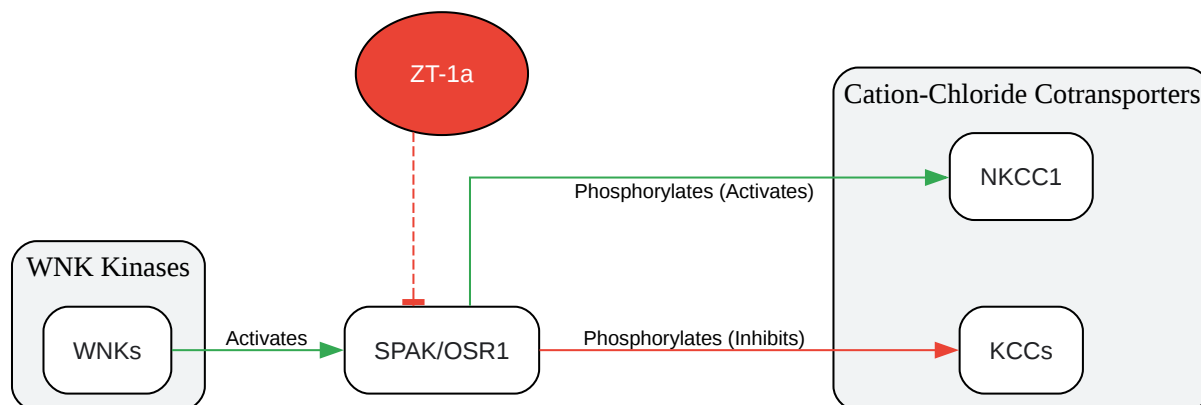 ZT-1a
Cation-Chloride Cotransporters
NKCC1
Phosphorylates (Activates)
WNK Kinases
WNKs
Activates
SPAK/OSR1
Phosphorylates (Inhibits)
KCCs